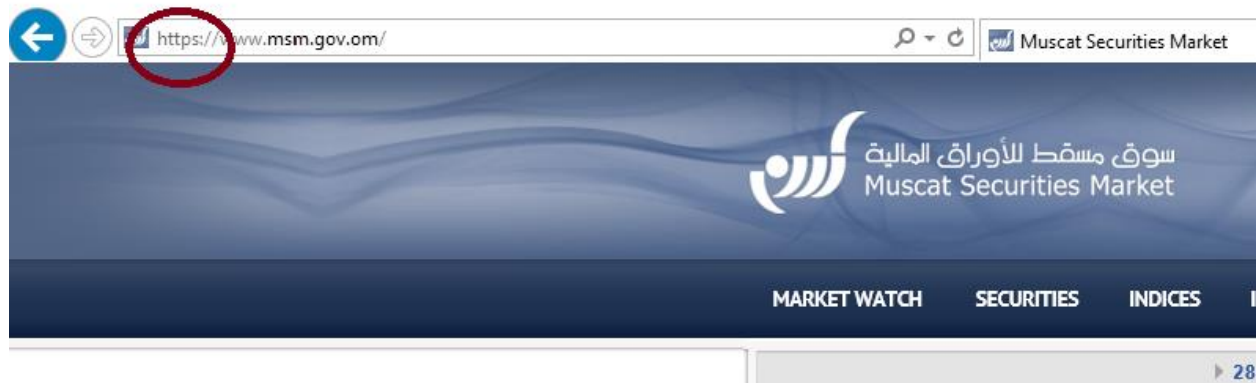 https://www.msm.gov.om/
Muscat Securities Market
سوق مسقط للأوراق المالية
Muscat Securities Market
MARKET WATCH SECURITIES INDICES
28